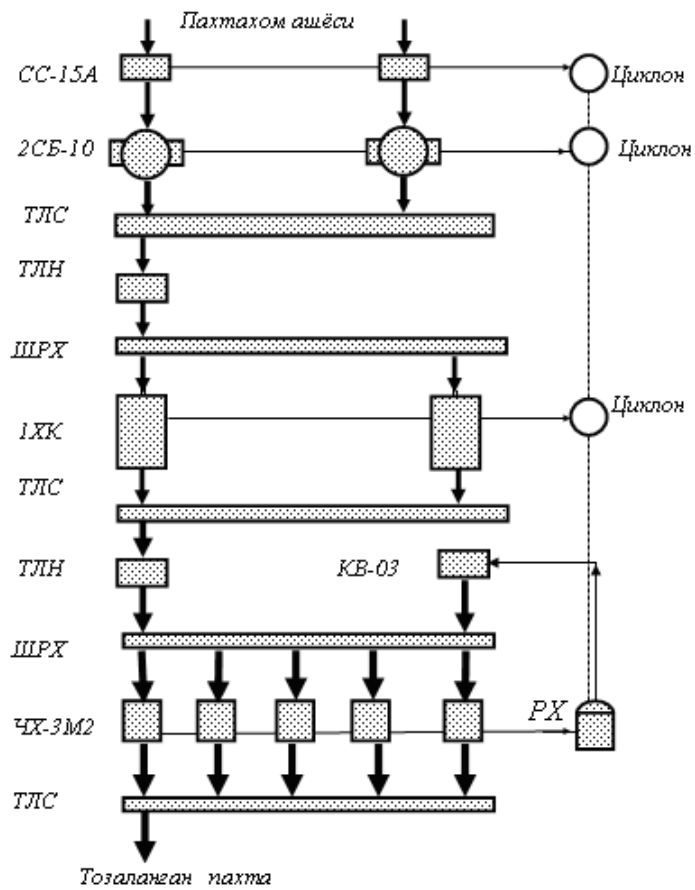 Пахтахом ашёси
СС-15А
Циклон
2СБ-10
Циклон
ТЛС
ТЛН
ШРХ
1ХК
Циклон
ТЛС
ТЛН
КВ-03
ШРХ
ЧХ-3М2
РХ
ТЛС
Тозаланган пахта